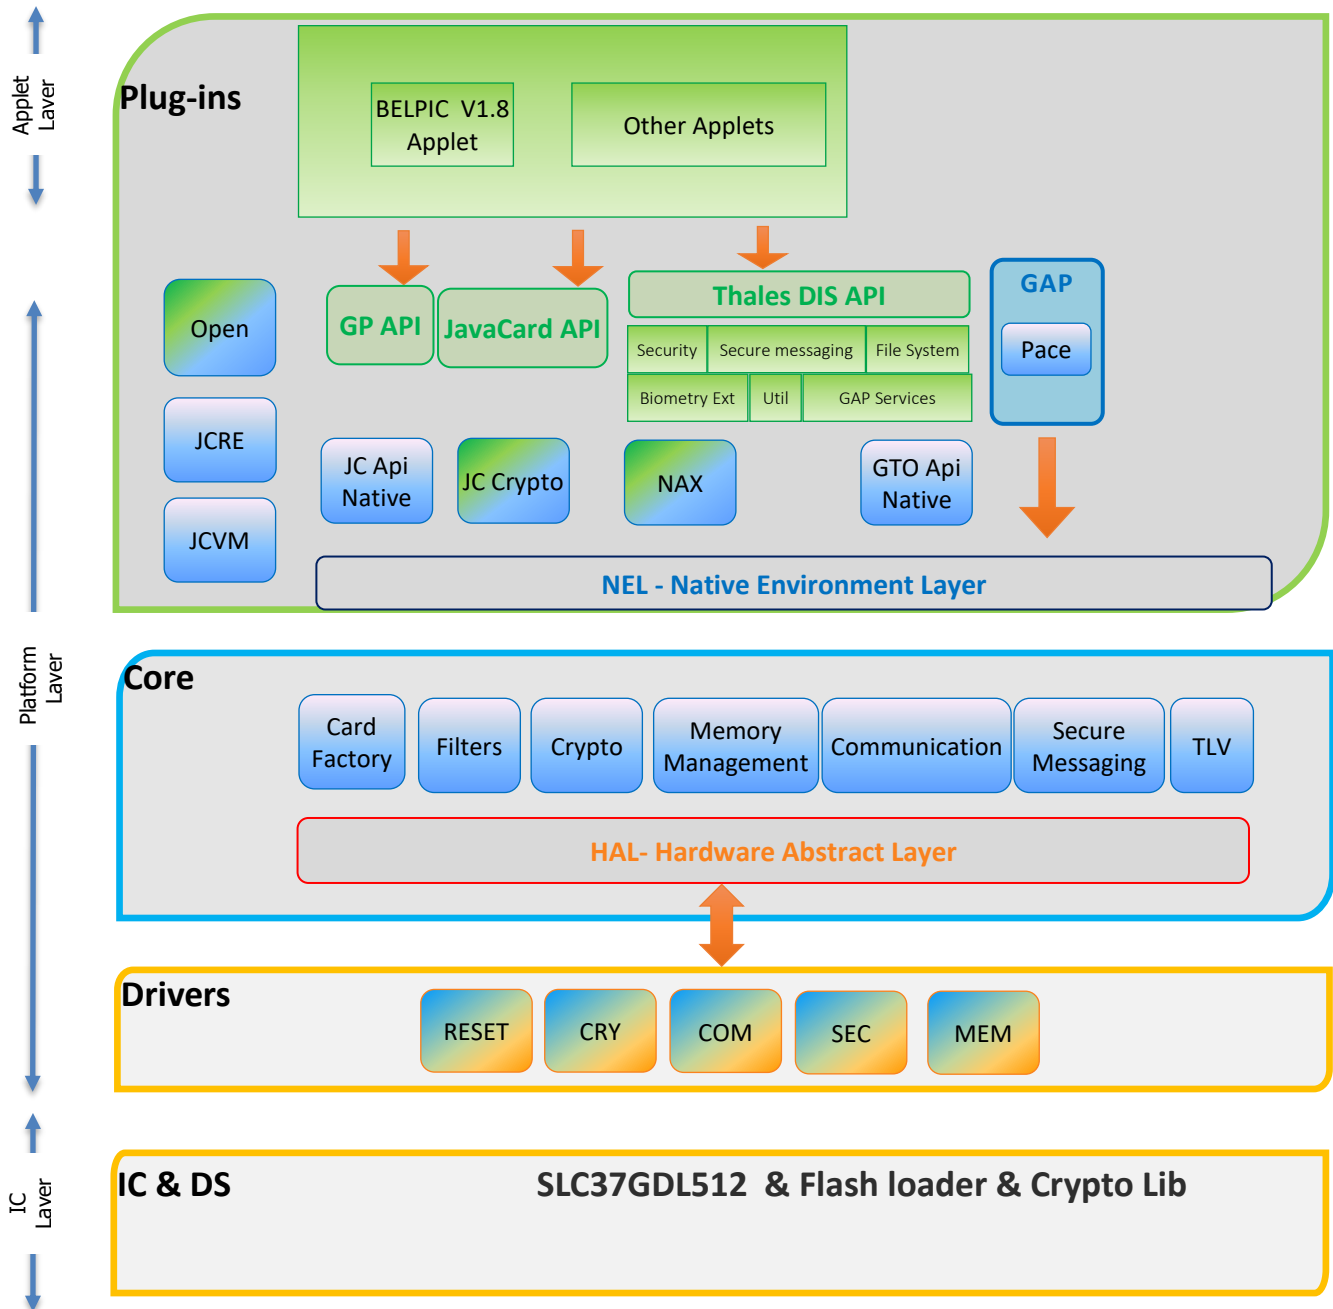 Applet
Layer
Plug-ins
BELPIC  V1.8
Applet
Other Applets
Open
GP API
JavaCard API
Thales DIS API
GAP
Security
Secure messaging
File System
Pace
Biometry Ext
Util
GAP Services
JCRE
JC Api
Native
JC Crypto
NAX
GTO Api
Native
JCVM
NEL - Native Environment Layer
Platform
Layer
Core
Card
Factory
Filters
Crypto
Memory
Management
Communication
Secure
Messaging
TLV
HAL- Hardware Abstract Layer
Drivers
RESET
CRY
COM
SEC
MEM
IC
Layer
IC & DS
SLC37GDL512  & Flash loader & Crypto Lib